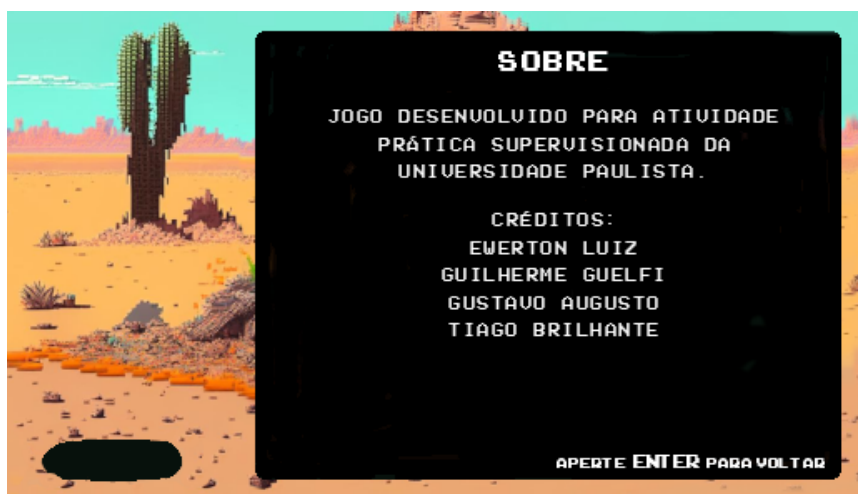 SOBRE
JOGO DESENVOLVIDO PARA ATIVIDADE
PRÁTICA SUPERVISIONADA DA
UNIVERSIDADE PAULISTA.
CRÉDITOS:
EWERTON LUIZ
GUILHERME GUELFI
GUSTAVO AUGUSTO
TIAGO BRILHANTE
APERTE ENTER PARA VOLTAR